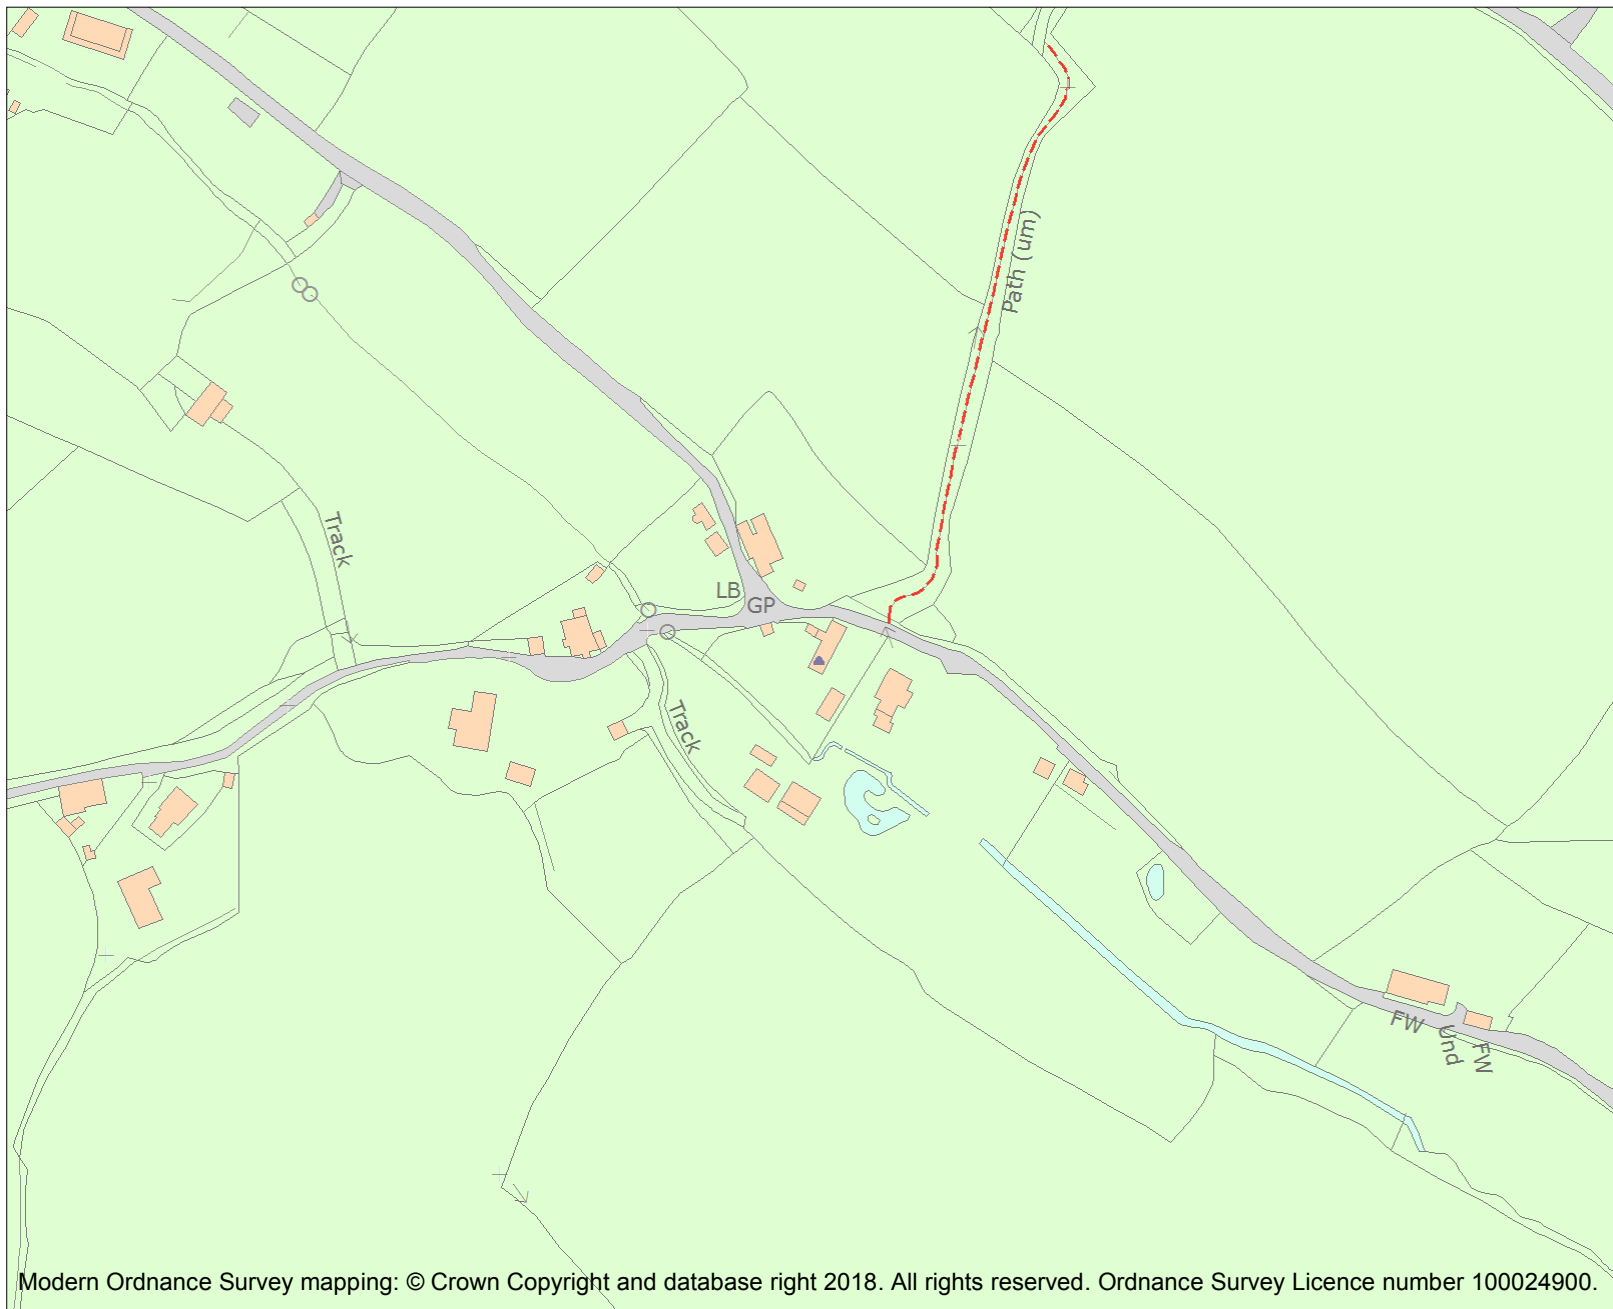 Path (um)
Track
LB
GP
Track
FW
Und
FW
Modern Ordnance Survey mapping: © Crown Copyright and database right 2018. All rights reserved. Ordnance Survey Licence number 100024900.